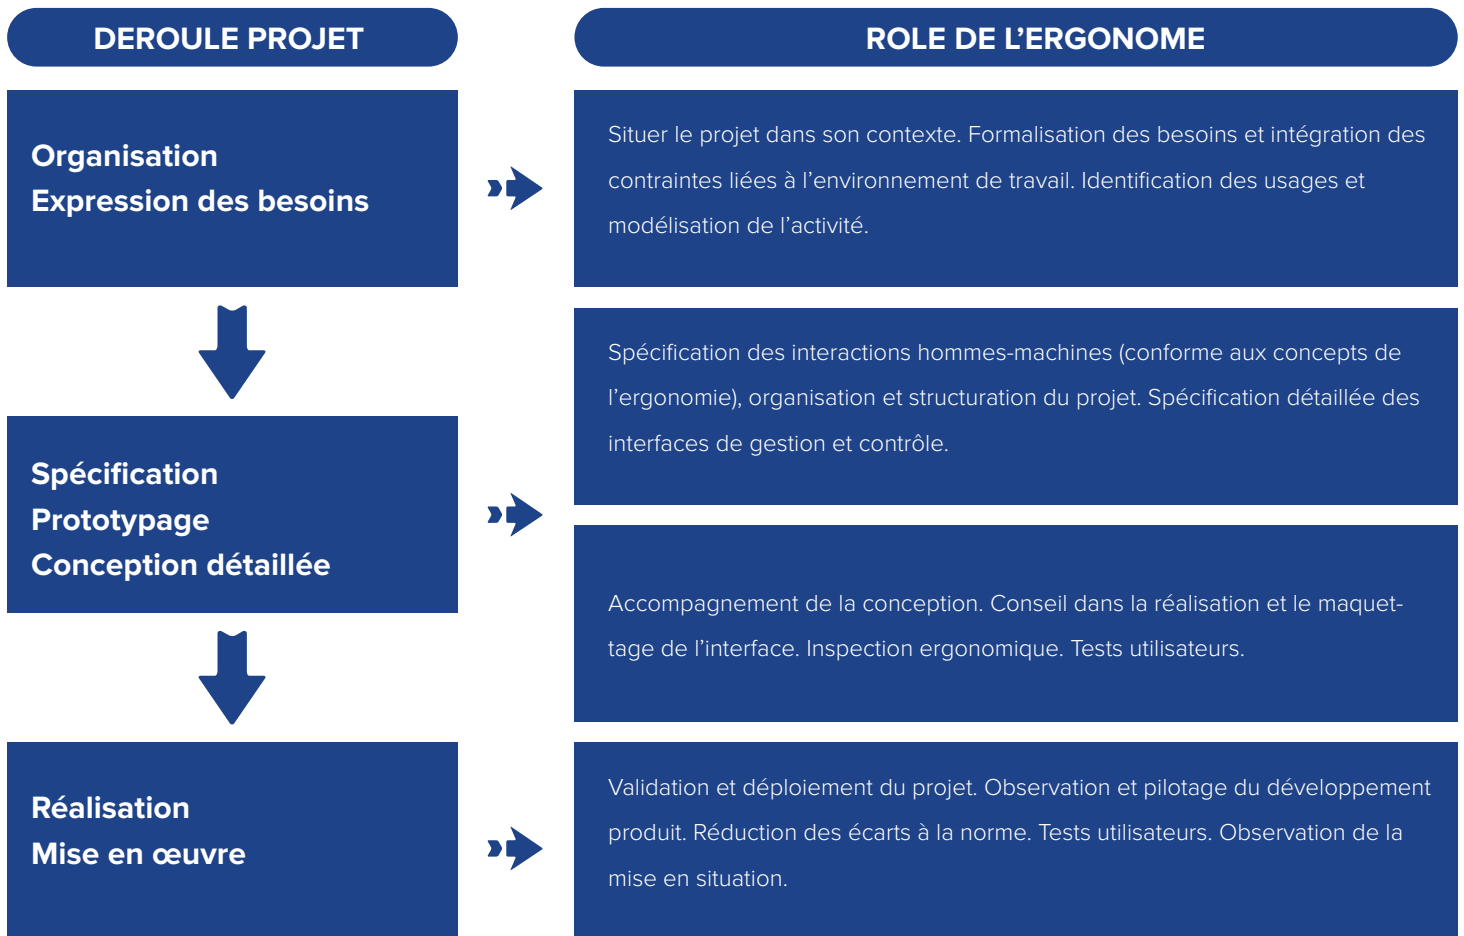 DEROULE PROJET
ROLE DE L'ERGONOME
Organisation
Expression des besoins
Situer le projet dans son contexte. Formalisation des besoins et intégration des
contraintes liées à l'environnement de travail. Identification des usages et
modélisation de l'activité.
Spécification
Prototypage
Conception détaillée
Spécification des interactions hommes-machines (conforme aux concepts de
l'ergonomie), organisation et structuration du projet. Spécification détaillée des
interfaces de gestion et contrôle.
Accompagnement de la conception. Conseil dans la réalisation et le maquet-
tage de l'interface. Inspection ergonomique. Tests utilisateurs.
Réalisation
Mise en œuvre
Validation et déploiement du projet. Observation et pilotage du développement
produit. Réduction des écarts à la norme. Tests utilisateurs. Observation de la
mise en situation.